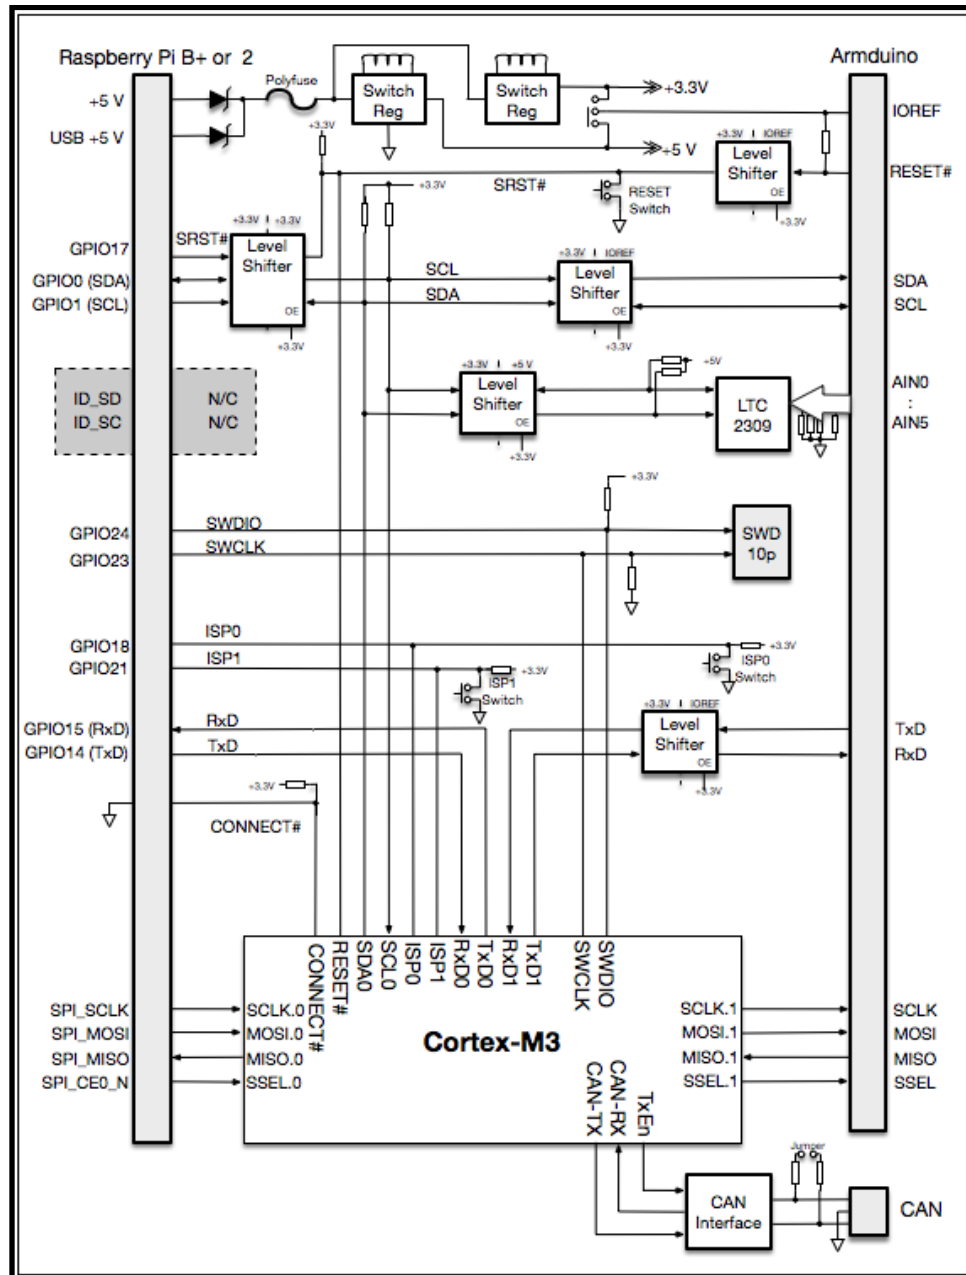 Raspberry Pi B+ or 2
Armduino
Polyfuse
+5 V
USB +5 V
Switch
Reg
Switch
Reg
+3.3V
+5 V
IOREF
+3.3V
+3.3V IOREF
Level
Shifter
OE
+3.3V
RESET#
SRST#
RESET
Switch
+3.3V
GPIO17
GPIO0 (SDA)
GPIO1 (SCL)
SRST#
+3.3V +3.3V
Level
Shifter
OE
+3.3V
SCL
SDA
+3.3V IOREF
Level
Shifter
OE
+3.3V
SDA
SCL
ID_SD N/C
ID_SC N/C
+3.3V +5 V
Level
Shifter
OE
+3.3V
+5V
LTC
2309
AIN0
:
AIN5
+3.3V
GPIO24
SWDIO
GPIO23
SWCLK
SWD
10p
GPIO18
ISP0
GPIO21
ISP1
+3.3V
ISP1
Switch
+3.3V
ISP0
Switch
GPIO15 (RxD)
RxD
GPIO14 (TxD)
TxD
+3.3V IOREF
Level
Shifter
OE
+3.3V
TxD
RxD
+3.3V
CONNECT#
CONNECT#
RESET#
SDA0
SCL0
ISP0
ISP1
RxD0
TxD0
RxD1
TxD1
SWCLK
SWDIO
Cortex-M3
SPI_SCLK
SPI_MOSI
SPI_MISO
SPI_CE0_N
SCLK.0
MOSI.0
MISO.0
SSEL.0
SCLK.1
MOSI.1
MISO.1
SSEL.1
SCLK
MOSI
MISO
SSEL
CAN-TX
CAN-RX
TxEn
Jumper
CAN
Interface
CAN